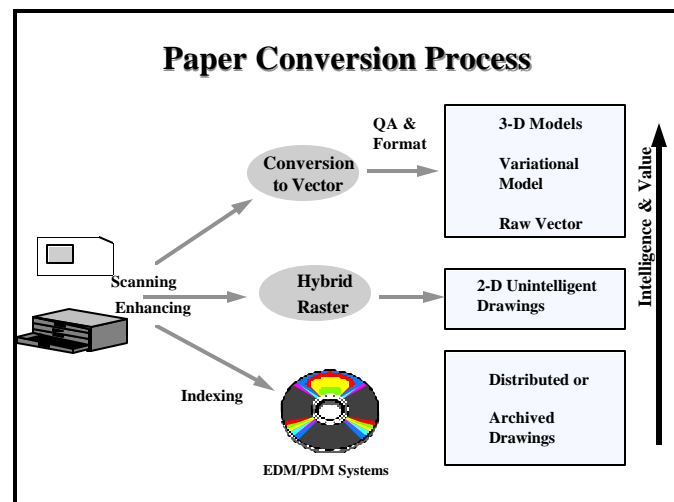 Paper Conversion Process
QA &
Format
Conversion
to Vector
3-D Models
Variational
Model
Raw Vector
Intelligence & Value
Scanning
Enhancing
Hybrid
Raster
2-D Unintelligent
Drawings
Indexing
EDM/PDM Systems
Distributed or
Archived
Drawings